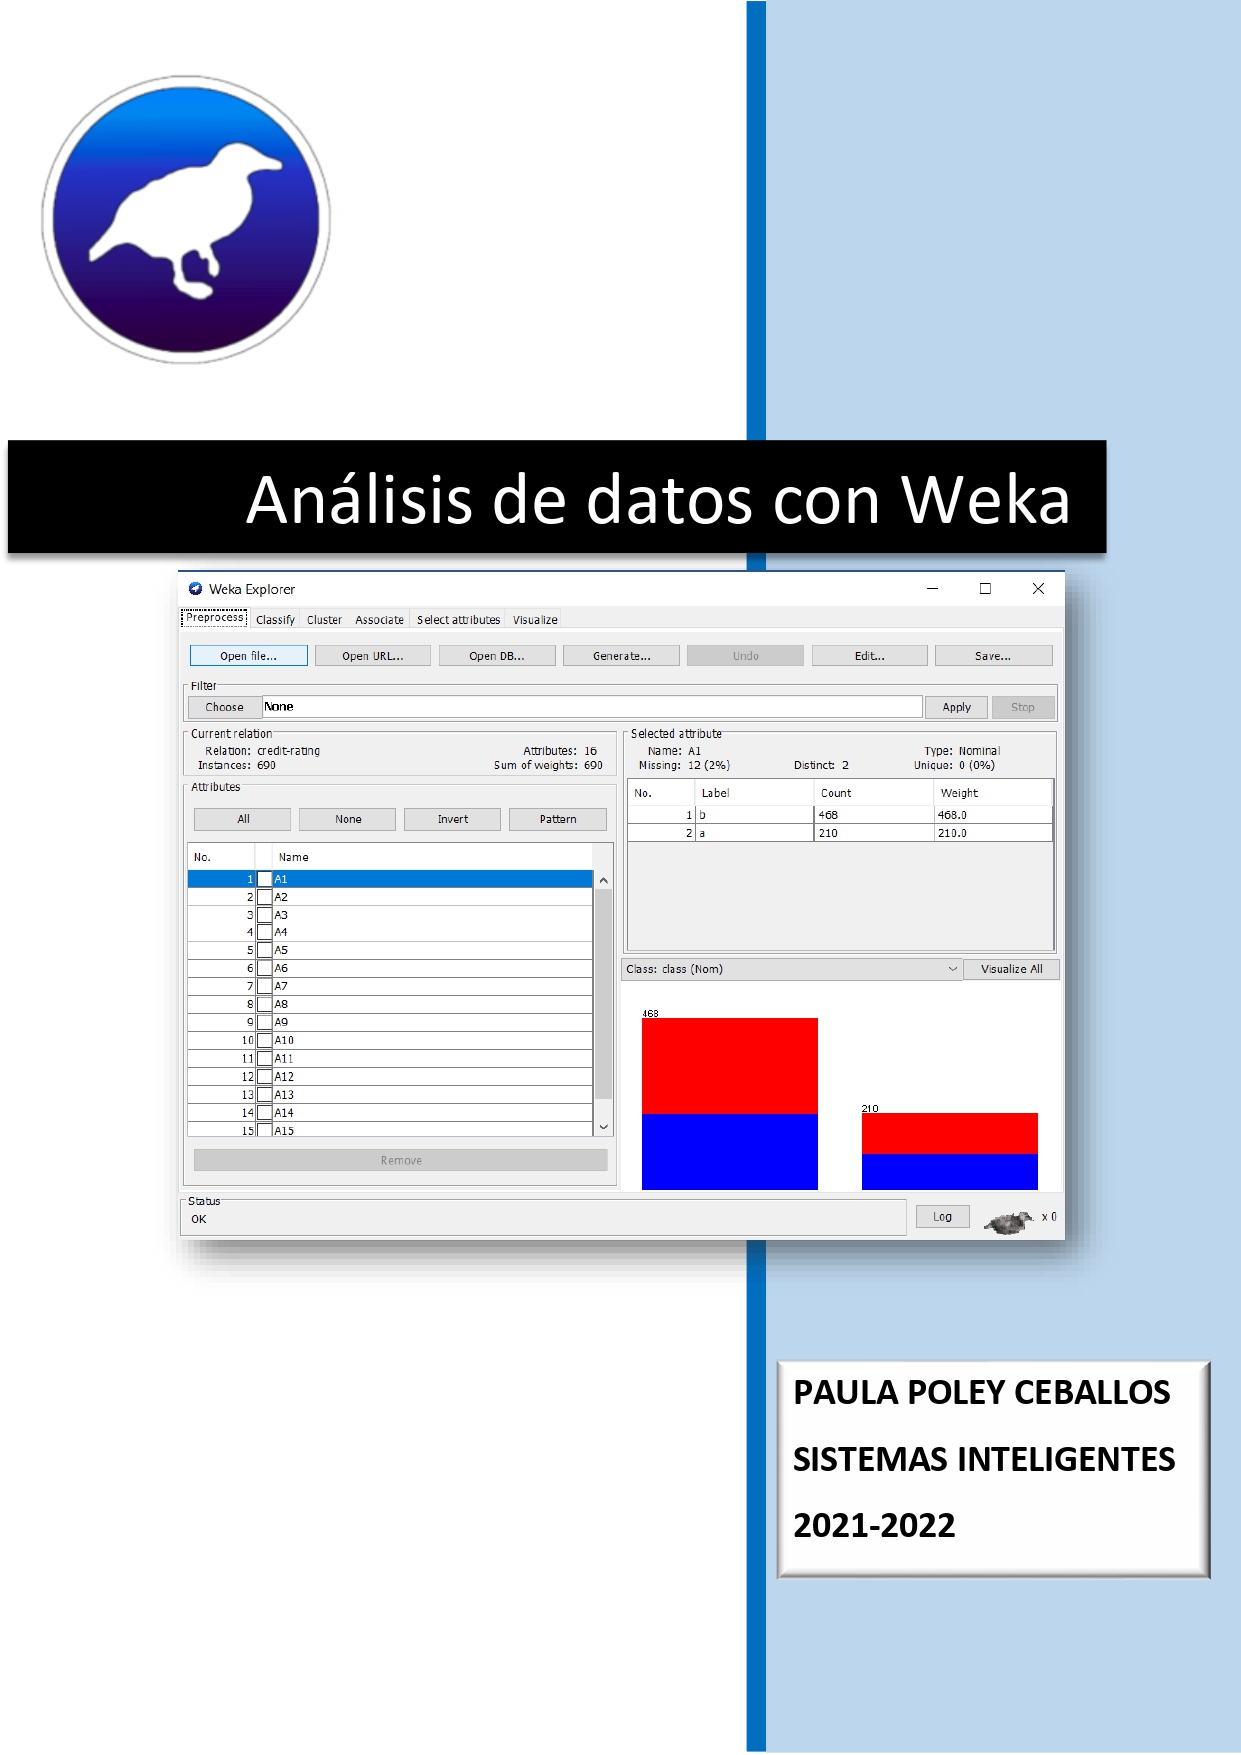 Análisis de datos con Weka
Weka Explorer
Preprocess Classify Cluster Associate Select attributes Visualize
Open file... Open URL... Open DB... Generate... Undo Edit... Save...
Filter
Choose None Apply Stop
Current relation
Relation: credit-rating Attributes: 16
Instances: 690 Sum of weights: 690
Attributes
All None Invert Pattern
No. Name
1 A1
2 A2
3 A3
4 A4
5 A5
6 A6
7 A7
8 A8
9 A9
10 A10
11 A11
12 A12
13 A13
14 A14
15 A15
Remove
Selected attribute
Name: A1 Type: Nominal
Missing: 12 (2%) Distinct: 2 Unique: 0 (0%)
No. Label Count Weight
1 b 468 468.0
2 a 210 210.0
Class: class (Nom) Visualize All
468
210
Status
OK
Log x 0
PAULA POLEY CEBALLOS
SISTEMAS INTELIGENTES
2021-2022